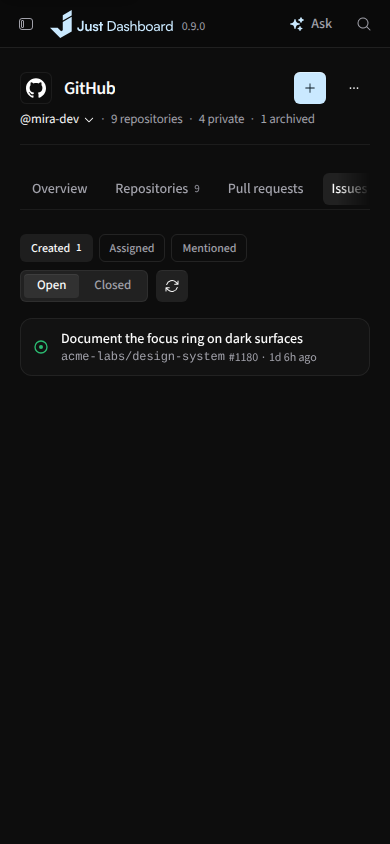 Just Dashboard 0.9.0 Ask
GitHub
@mira-dev · 9 repositories · 4 private · 1 archived
Overview Repositories 9 Pull requests Issues
Created 1 Assigned Mentioned
Open Closed
Document the focus ring on dark surfaces
acme-labs/design-system #1180 · 1d 6h ago